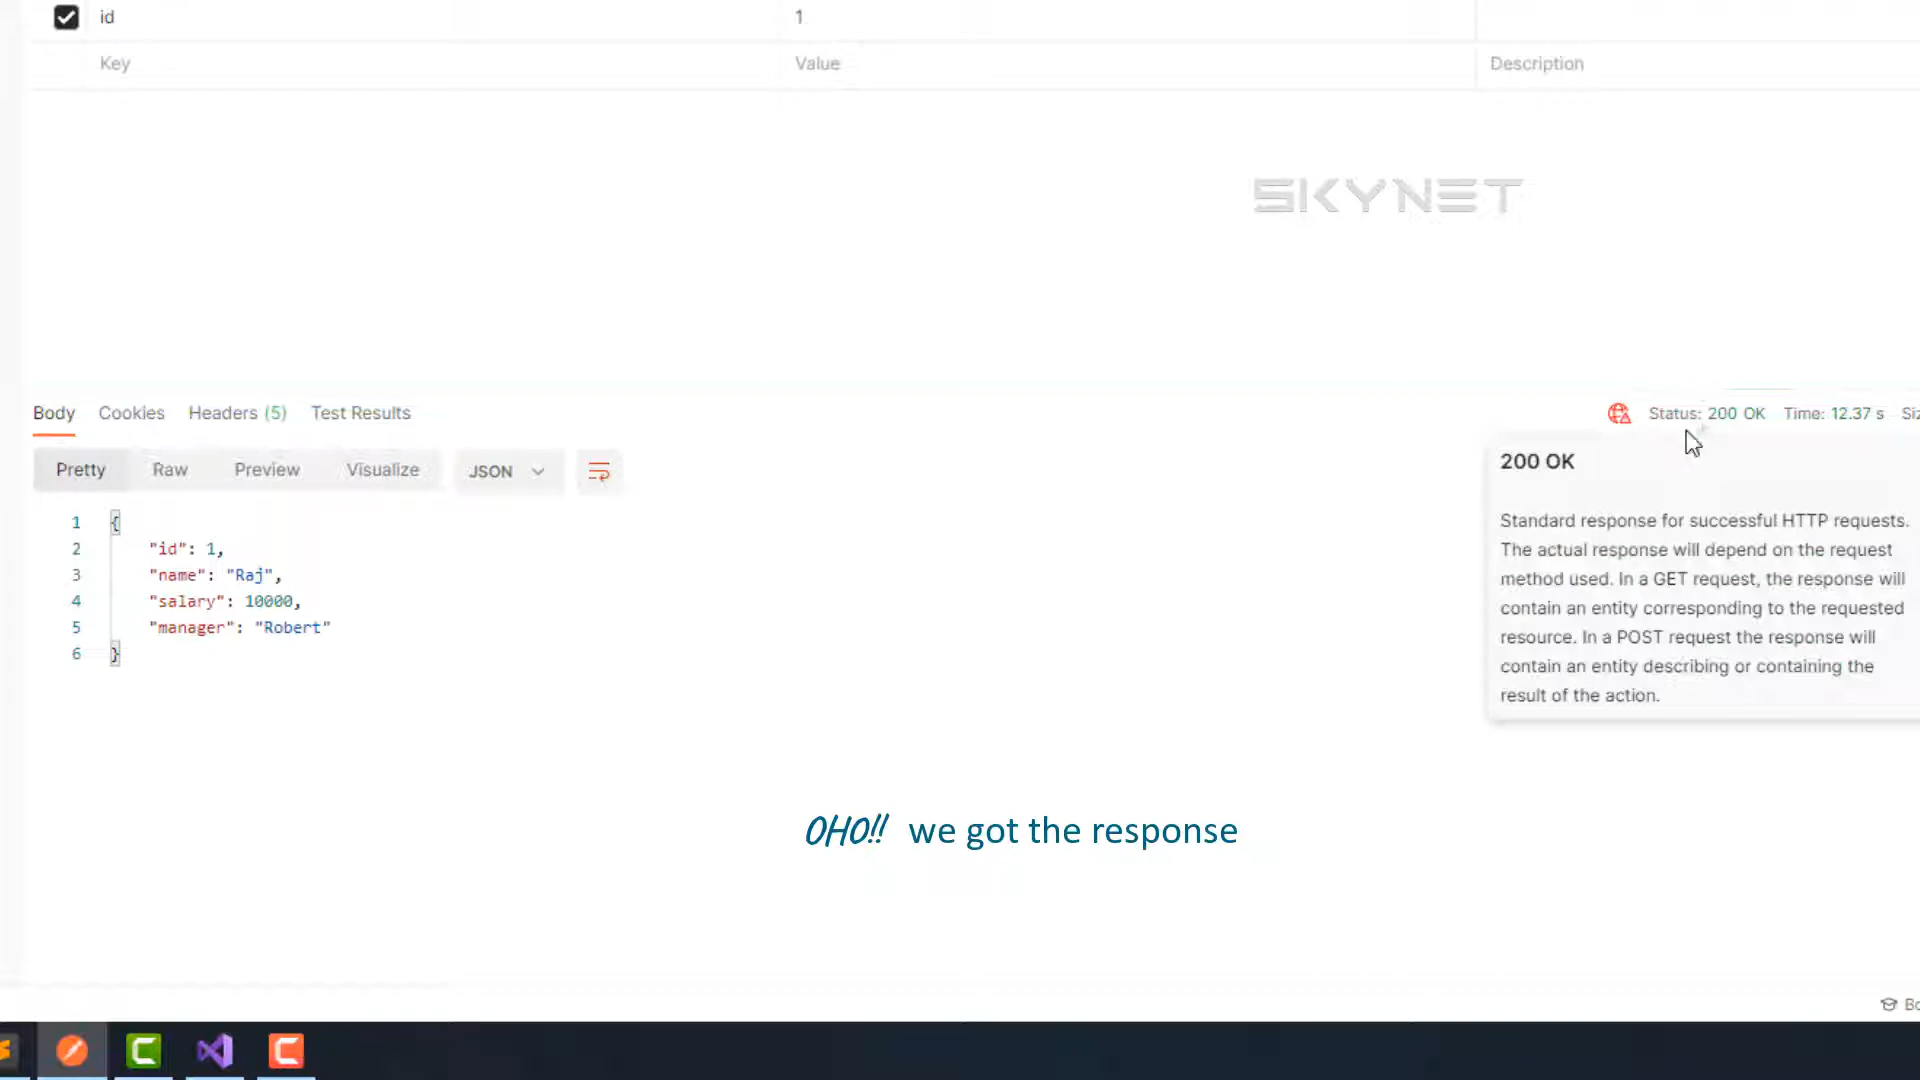 id 1
Key Value Description
SKYNET
Body Cookies Headers (5) Test Results Status: 200 OK Time: 12.37 s
Pretty Raw Preview Visualize JSON
200 OK
Standard response for successful HTTP requests.
The actual response will depend on the request
method used. In a GET request, the response will
contain an entity corresponding to the requested
resource. In a POST request the response will
contain an entity describing or containing the
result of the action.
1 {
2 "id": 1,
3 "name": "Raj",
4 "salary": 10000,
5 "manager": "Robert"
6 }
OHO!! we got the response